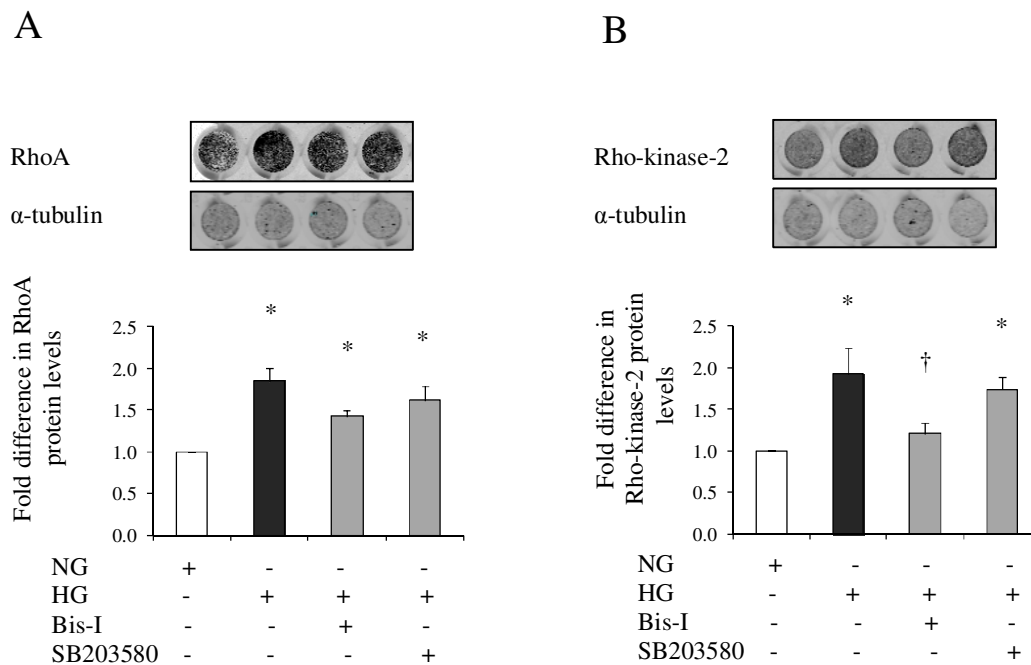 A
B
RhoA
α-tubulin
Rho-kinase-2
α-tubulin
Fold difference in RhoA
protein levels
2.5
2.0
1.5
1.0
0.5
0.0
*
*
*
NG + - - -
HG - + + +
Bis-I - - + -
SB203580 - - - +
Fold difference in
Rho-kinase-2 protein
levels
2.5
2.0
1.5
1.0
0.5
0.0
*
†
*
NG + - - -
HG - + + +
Bis-I - - + -
SB203580 - - - +